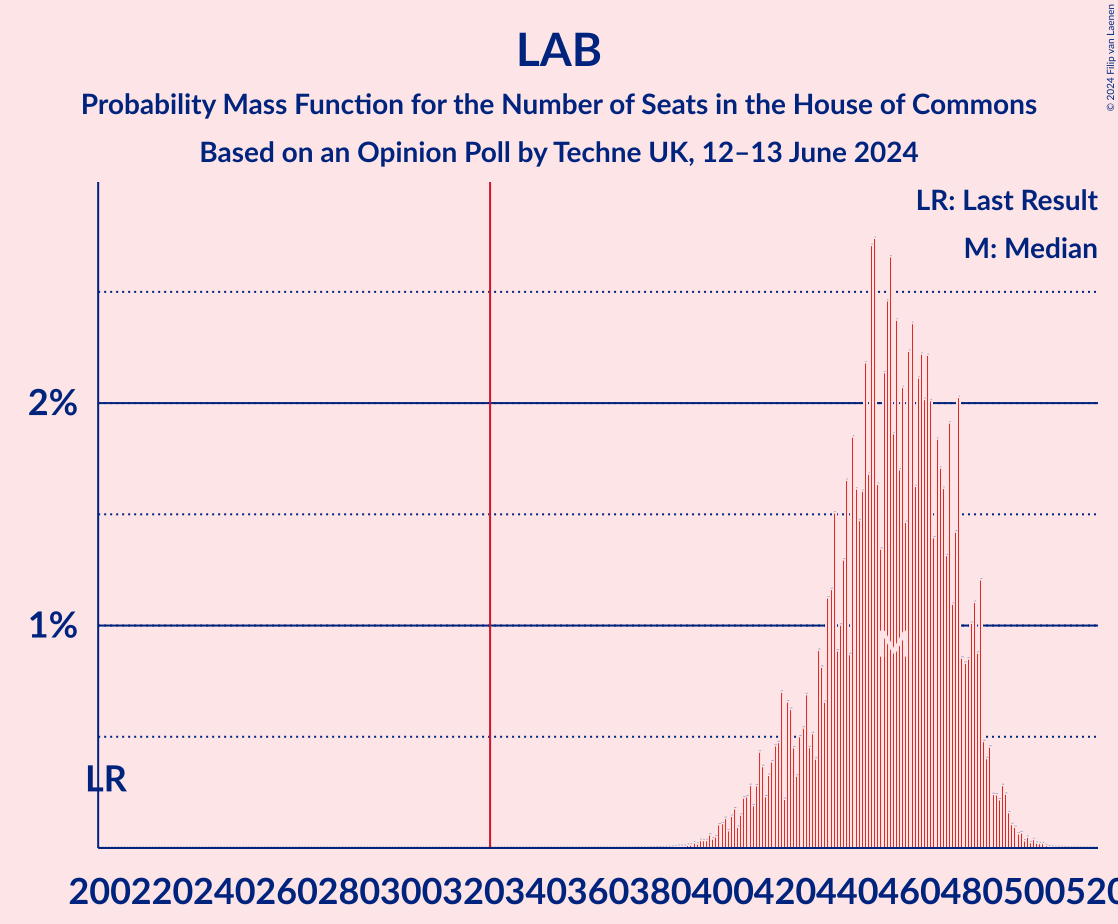 LAB
Probability Mass Function for the Number of Seats in the House of Commons
Based on an Opinion Poll by Techne UK, 12–13 June 2024
© 2024 Filip van Laenen
LR: Last Result
M: Median
2%
1%
LR
M
200220240260280300320340360380400420440460480500520